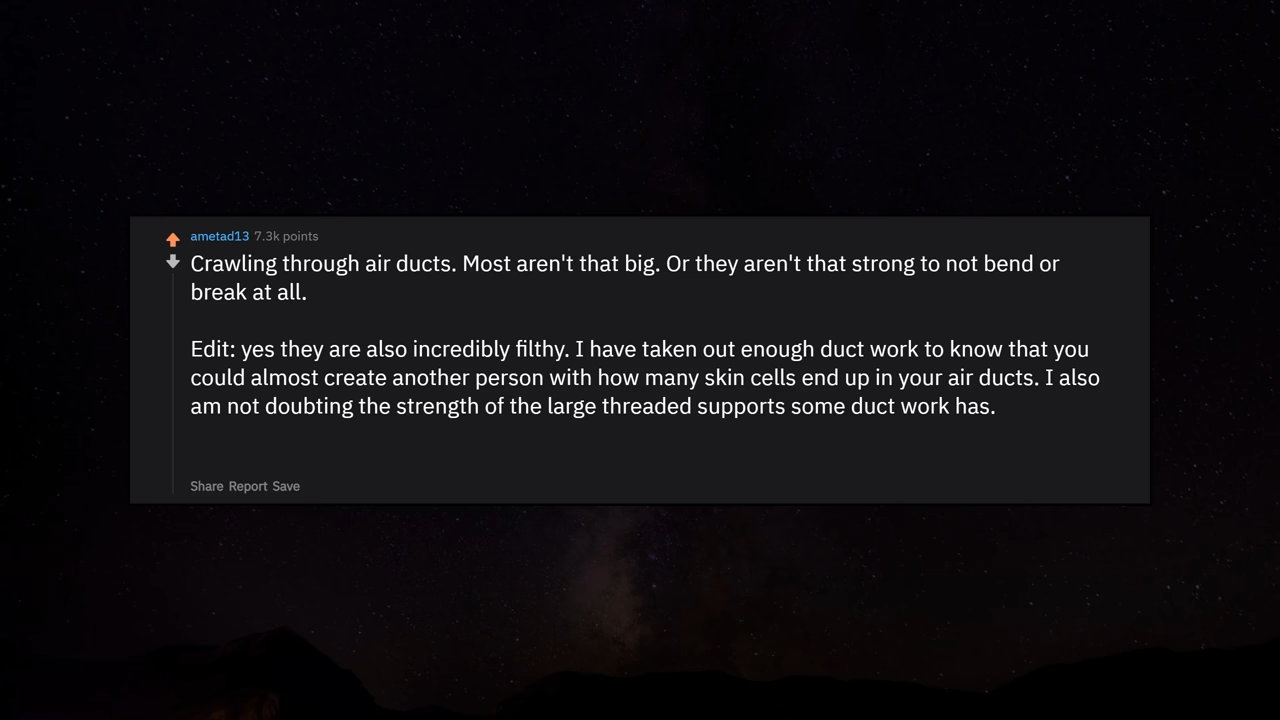 ametad13 7.3k points
Crawling through air ducts. Most aren't that big. Or they aren't that strong to not bend or
break at all.
Edit: yes they are also incredibly filthy. I have taken out enough duct work to know that you
could almost create another person with how many skin cells end up in your air ducts. I also
am not doubting the strength of the large threaded supports some duct work has.
Share Report Save